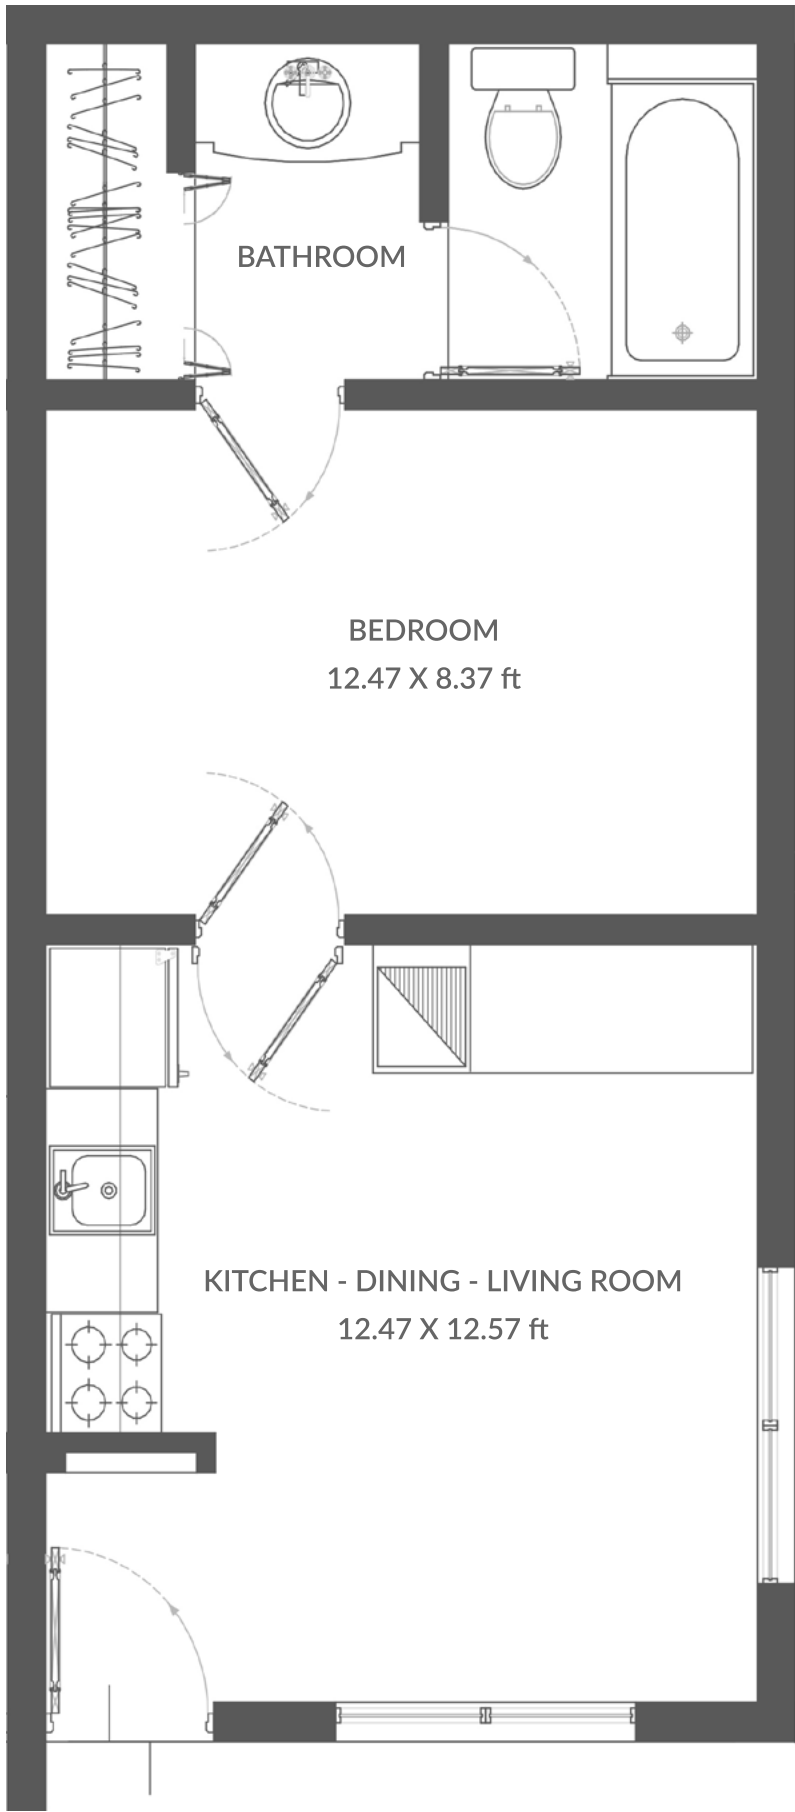 BATHROOM
BEDROOM
12.47 X 8.37 ft
KITCHEN - DINING - LIVING ROOM
12.47 X 12.57 ft